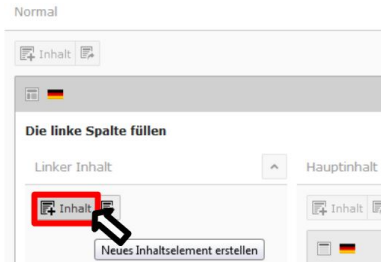 Normal
Inhalt
Die linke Spalte füllen
Linker Inhalt
Hauptinhalt
Inhalt
Inhalt
Neues Inhaltselement erstellen